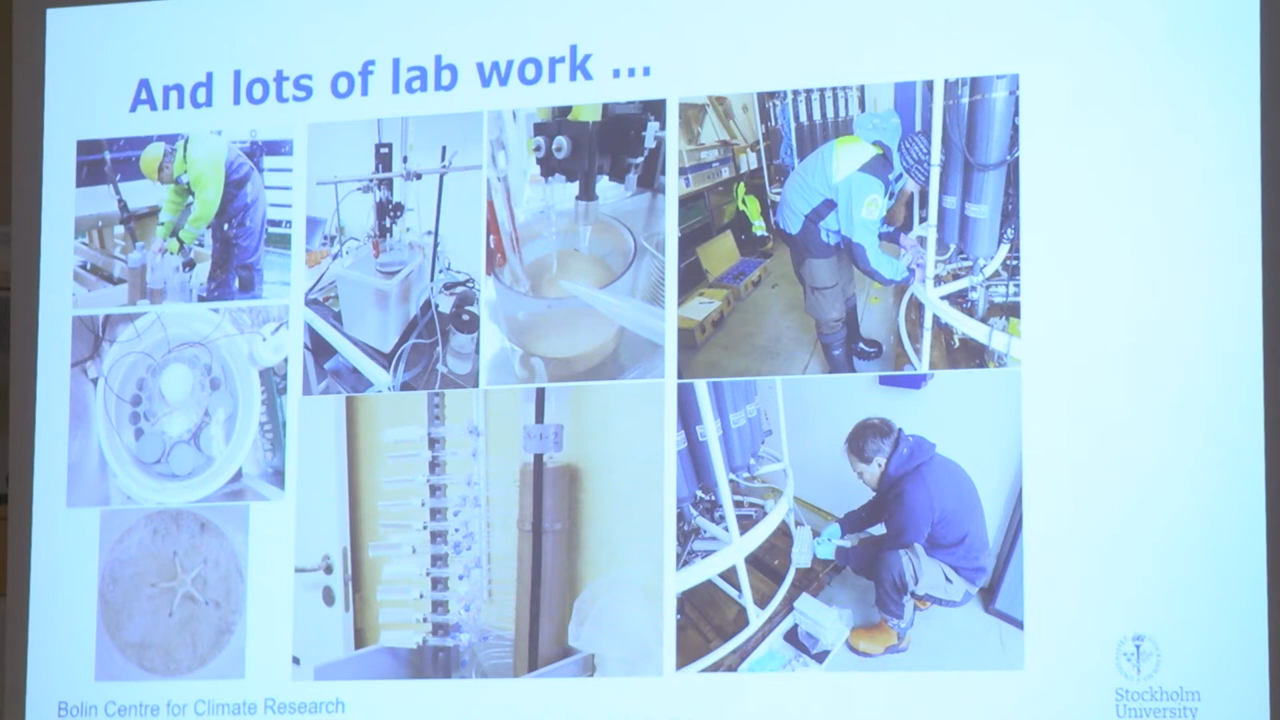 And lots of lab work ...
Bolin Centre for Climate Research
Stockholm
University